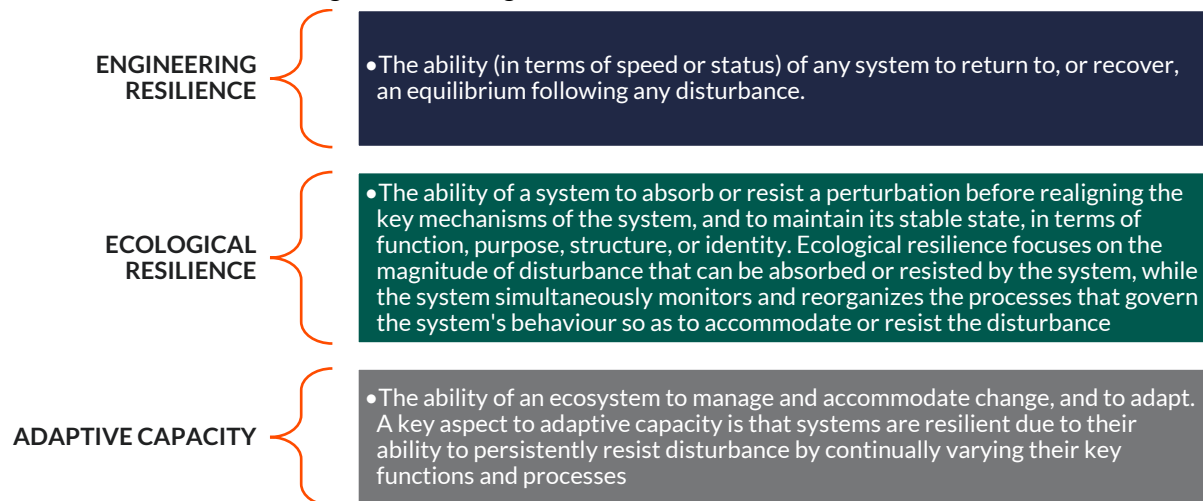 ENGINEERING
RESILIENCE
•The ability (in terms of speed or status) of any system to return to, or recover,
an equilibrium following any disturbance.
ECOLOGICAL
RESILIENCE
•The ability of a system to absorb or resist a perturbation before realigning the
key mechanisms of the system, and to maintain its stable state, in terms of
function, purpose, structure, or identity. Ecological resilience focuses on the
magnitude of disturbance that can be absorbed or resisted by the system, while
the system simultaneously monitors and reorganizes the processes that govern
the system's behaviour so as to accommodate or resist the disturbance
ADAPTIVE CAPACITY
•The ability of an ecosystem to manage and accommodate change, and to adapt.
A key aspect to adaptive capacity is that systems are resilient due to their
ability to persistently resist disturbance by continually varying their key
functions and processes